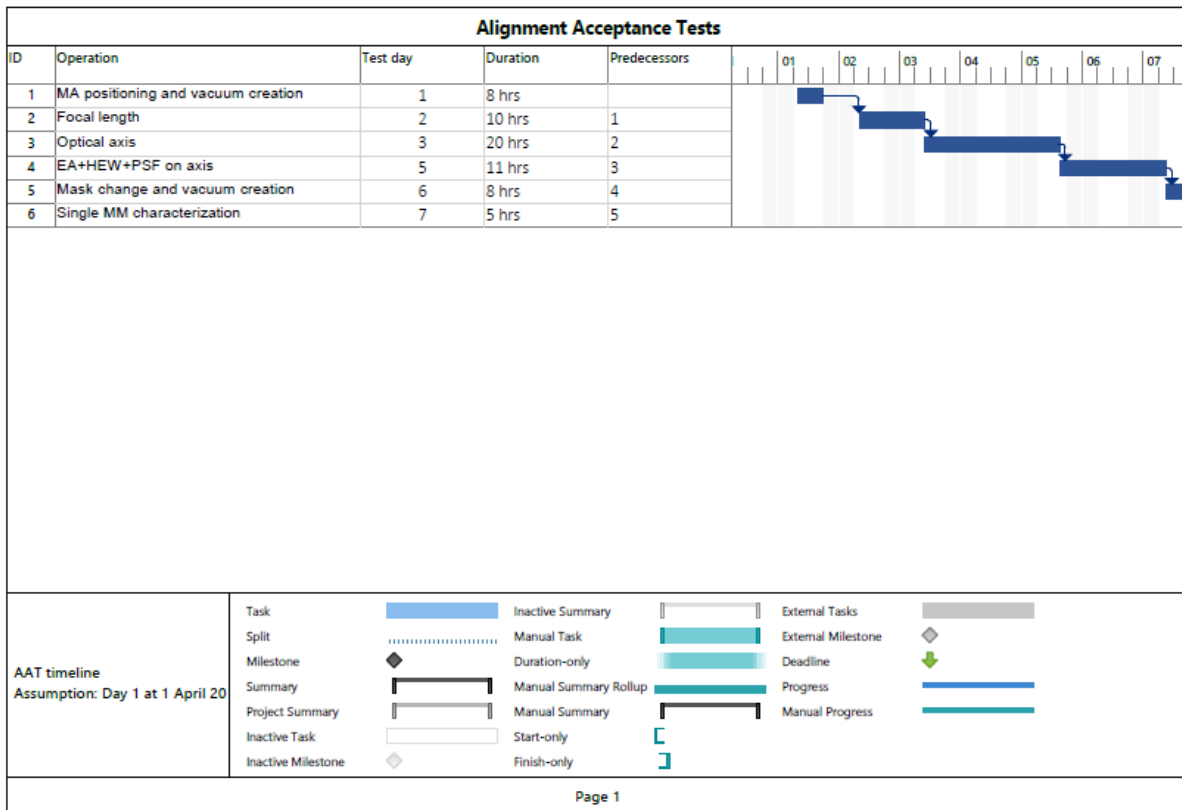 Alignment Acceptance Tests
ID Operation Test day Duration Predecessors 01 02 03 04 05 06 07
1 MA positioning and vacuum creation 1 8 hrs
2 Focal length 2 10 hrs 1
3 Optical axis 3 20 hrs 2
4 EA+HEW+PSF on axis 5 11 hrs 3
5 Mask change and vacuum creation 6 8 hrs 4
6 Single MM characterization 7 5 hrs 5
AAT timeline
Assumption: Day 1 at 1 April 20
Task Inactive Summary External Tasks
Split Manual Task External Milestone
Milestone Duration-only Deadline
Summary Manual Summary Rollup Progress
Project Summary Manual Summary Manual Progress
Inactive Task Start-only
Inactive Milestone Finish-only
Page 1